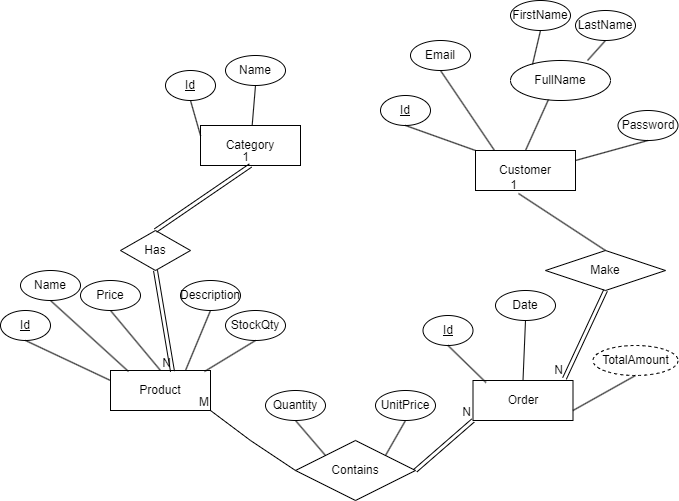 FirstName
LastName
Email
Name
FullName
Id
Id
Password
Category
1
Customer
1
Has
Make
Name
Price
Description
Date
Id
StockQty
Id
TotalAmount
N
N
Product
Order
M
Quantity
UnitPrice
N
Contains